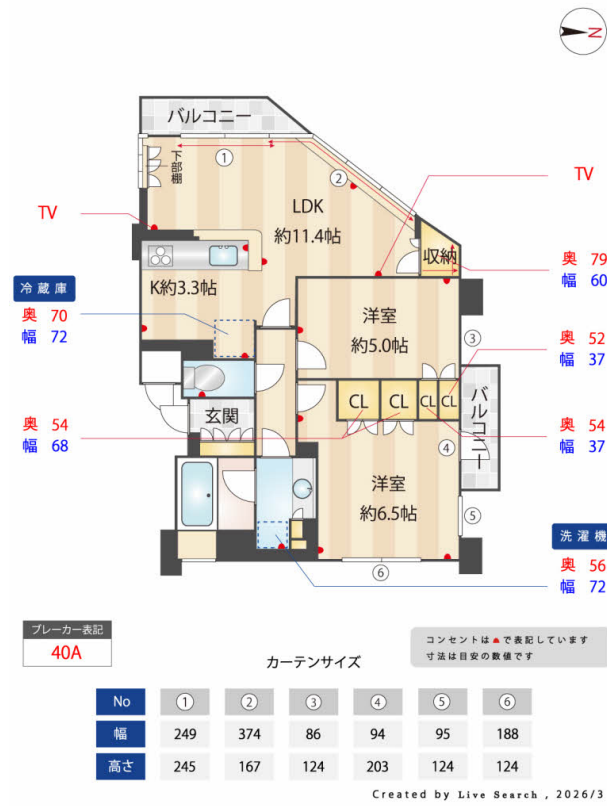 N
バルコニー
①
下部棚
②
TV
TV
LDK
約11.4帖
収納
奥 79
幅 60
K約3.3帖
冷蔵庫
奥 70
幅 72
洋室
約5.0帖
③
奥 52
幅 37
CL
CL
CL
CL
バルコニー
玄関
奥 54
幅 68
奥 54
幅 37
④
洋室
約6.5帖
⑤
洗濯機
奥 56
幅 72
⑥
ブレーカー表記
40A
コンセントは で表記しています
寸法は目安の数値です
カーテンサイズ
No ① ② ③ ④ ⑤ ⑥
幅 249 374 86 94 95 188
高さ 245 167 124 203 124 124
Created by Live Search , 2026/3